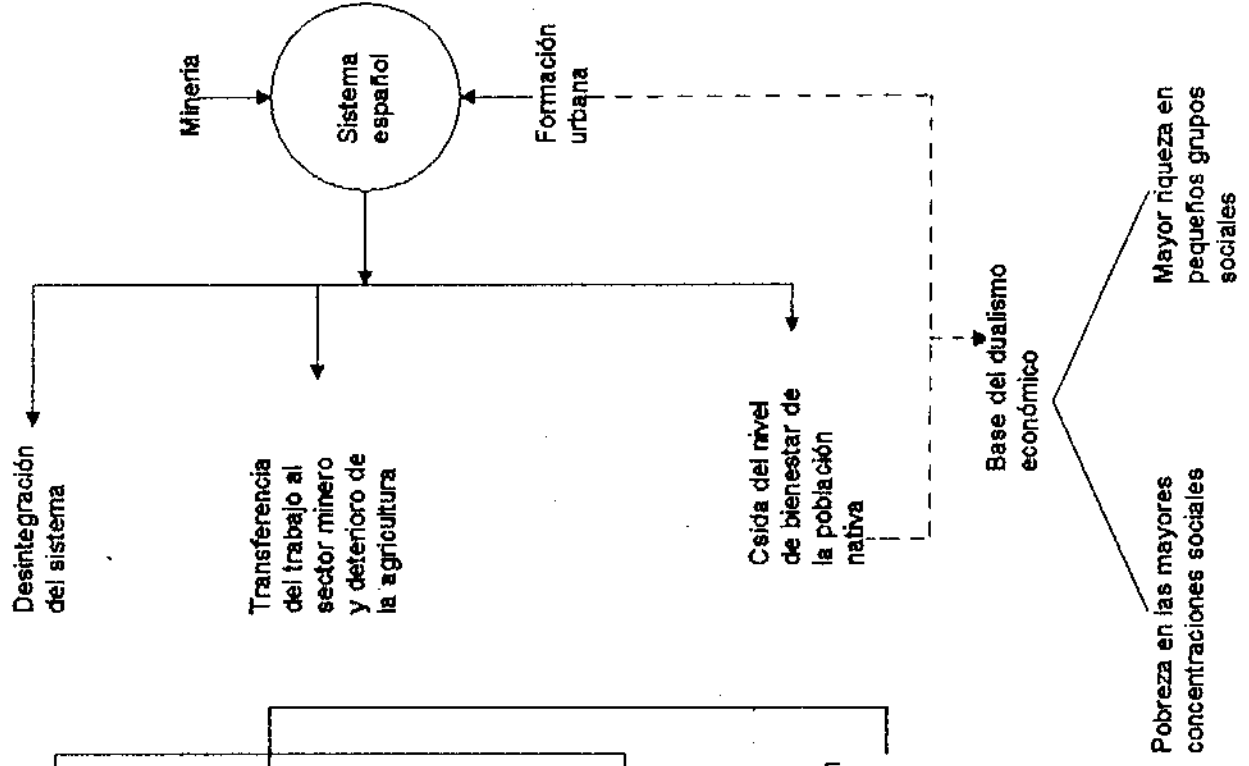 Desintegración
del sistema
Transferencia
del trabajo al
sector minero
y deterioro de
la agricultura
Csida del nivel
de bienestar de
la población
nativa
Mineria
Sistema
español
Formación
urbana
Base del dualismo
económico
Pobreza en las mayores
concentraciones sociales
Mayor riqueza en
pequeños grupos
sociales